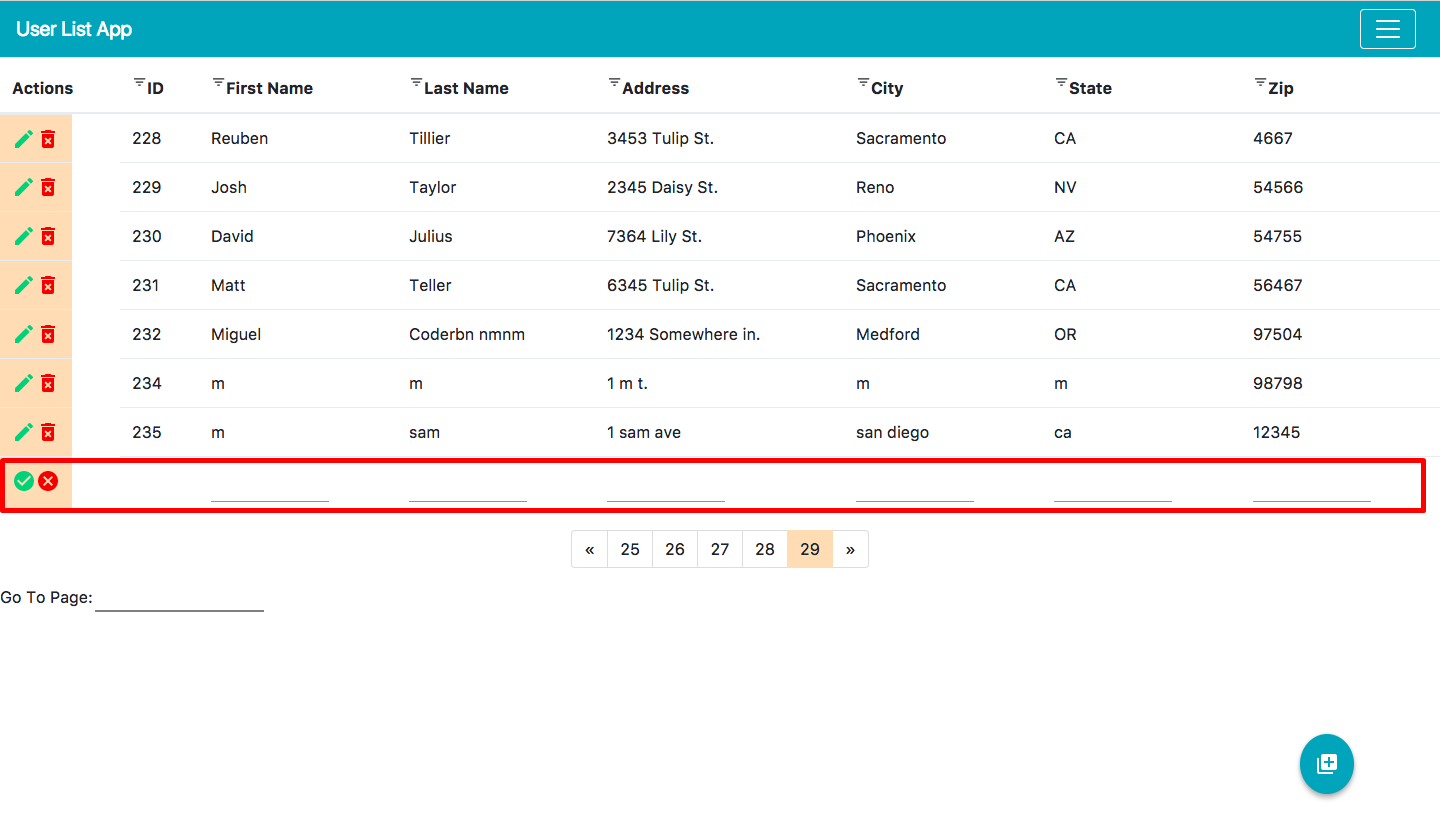 User List App
Actions ID First Name Last Name Address City State Zip
228 Reuben Tillier 3453 Tulip St. Sacramento CA 4667
229 Josh Taylor 2345 Daisy St. Reno NV 54566
230 David Julius 7364 Lily St. Phoenix AZ 54755
231 Matt Teller 6345 Tulip St. Sacramento CA 56467
232 Miguel Coderbn nmnm 1234 Somewhere in. Medford OR 97504
234 m m 1 m t. m m 98798
235 m sam 1 sam ave san diego ca 12345
« 25 26 27 28 29 »
Go To Page: